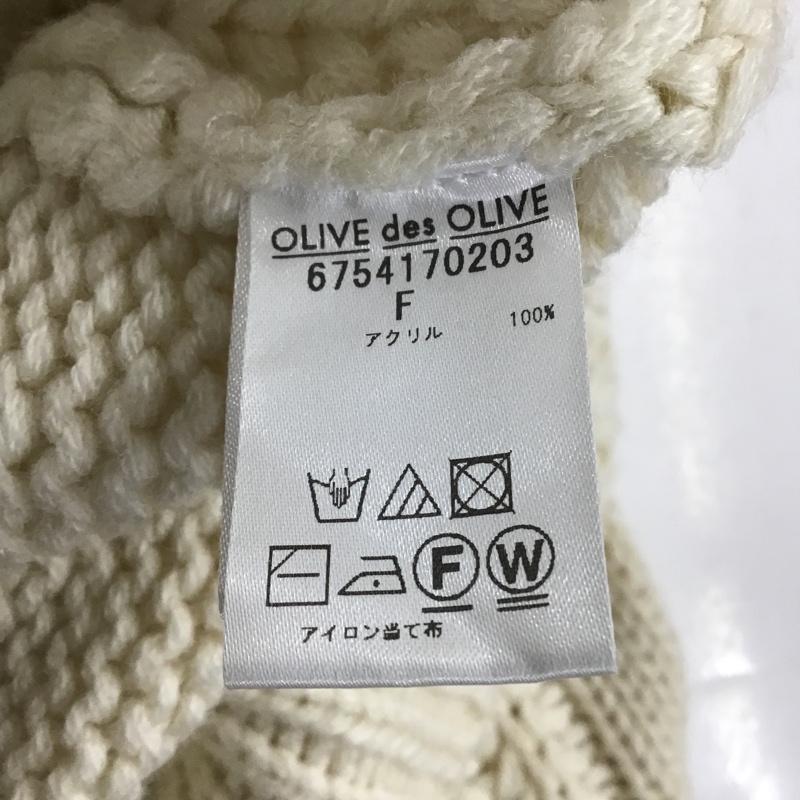 OLIVE des OLIVE
6754170203
F
アクリル 100%
F W
アイロン当て布